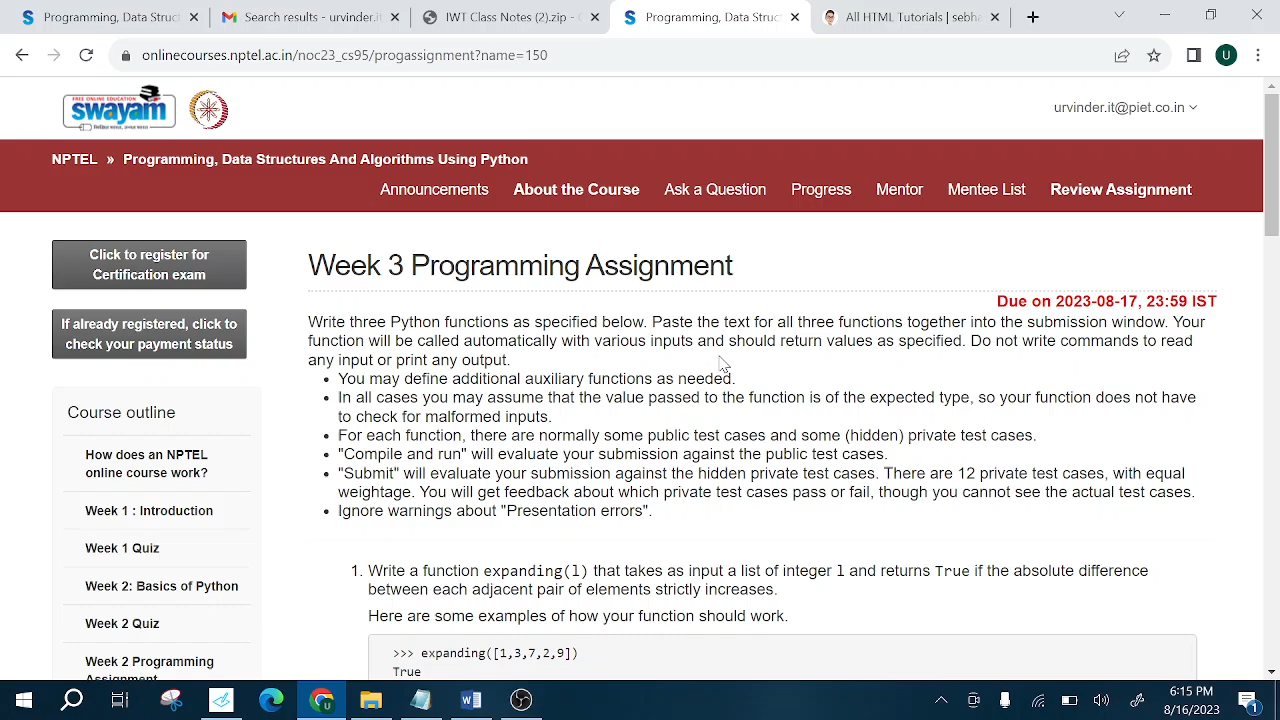 Programming, Data Struct
Search results - urvinder.it
IWT Class Notes (2).zip - G
Programming, Data Struct
All HTML Tutorials | sebha
onlinecourses.nptel.ac.in/noc23_cs95/progassignment?name=150
U
FREE ONLINE EDUCATION
swayam
urvinder.it@piet.co.in
NPTEL » Programming, Data Structures And Algorithms Using Python
Announcements About the Course Ask a Question Progress Mentor Mentee List Review Assignment
Click to register for
Certification exam
If already registered, click to
check your payment status
Course outline
How does an NPTEL
online course work?
Week 1 : Introduction
Week 1 Quiz
Week 2: Basics of Python
Week 2 Quiz
Week 2 Programming
Assignment
Week 3 Programming Assignment
Due on 2023-08-17, 23:59 IST
Write three Python functions as specified below. Paste the text for all three functions together into the submission window. Your
function will be called automatically with various inputs and should return values as specified. Do not write commands to read
any input or print any output.
• You may define additional auxiliary functions as needed.
• In all cases you may assume that the value passed to the function is of the expected type, so your function does not have
to check for malformed inputs.
• For each function, there are normally some public test cases and some (hidden) private test cases.
• "Compile and run" will evaluate your submission against the public test cases.
• "Submit" will evaluate your submission against the hidden private test cases. There are 12 private test cases, with equal
weightage. You will get feedback about which private test cases pass or fail, though you cannot see the actual test cases.
• Ignore warnings about "Presentation errors".
1. Write a function expanding(l) that takes as input a list of integer l and returns True if the absolute difference
between each adjacent pair of elements strictly increases.
Here are some examples of how your function should work.
>>> expanding([1,3,7,2,9])
True
6:15 PM
8/16/2023
1